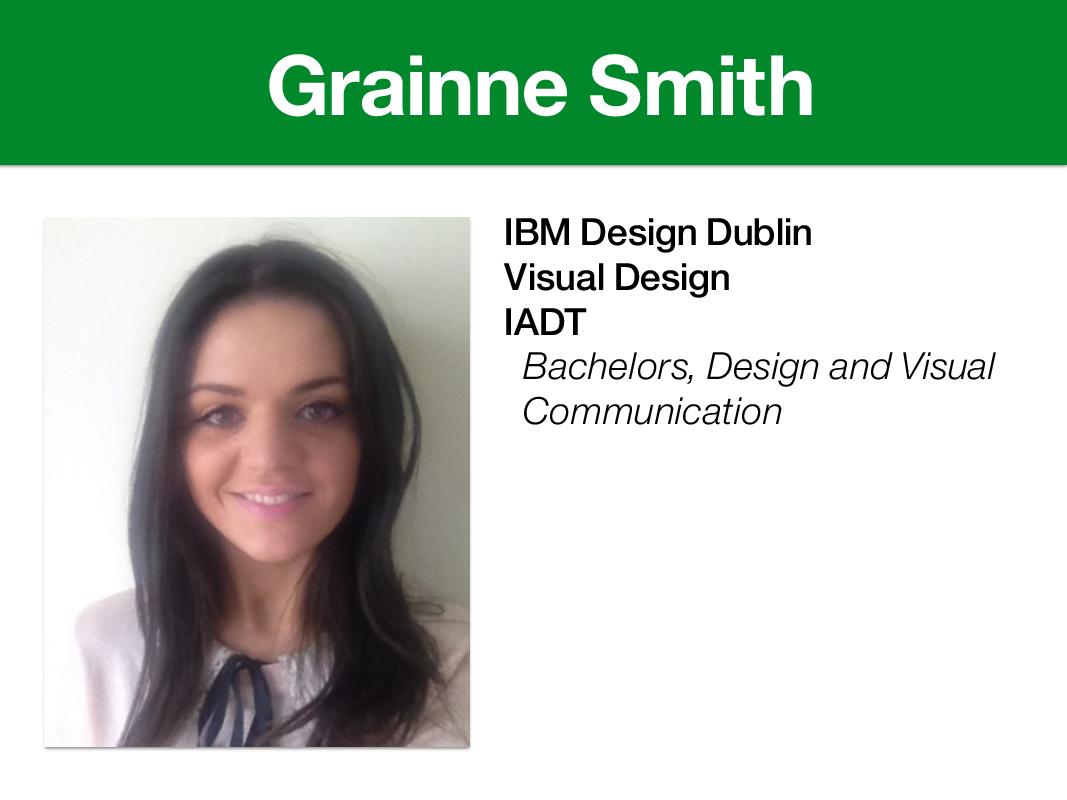 Grainne Smith
IBM Design Dublin
Visual Design
IADT
Bachelors, Design and Visual
Communication